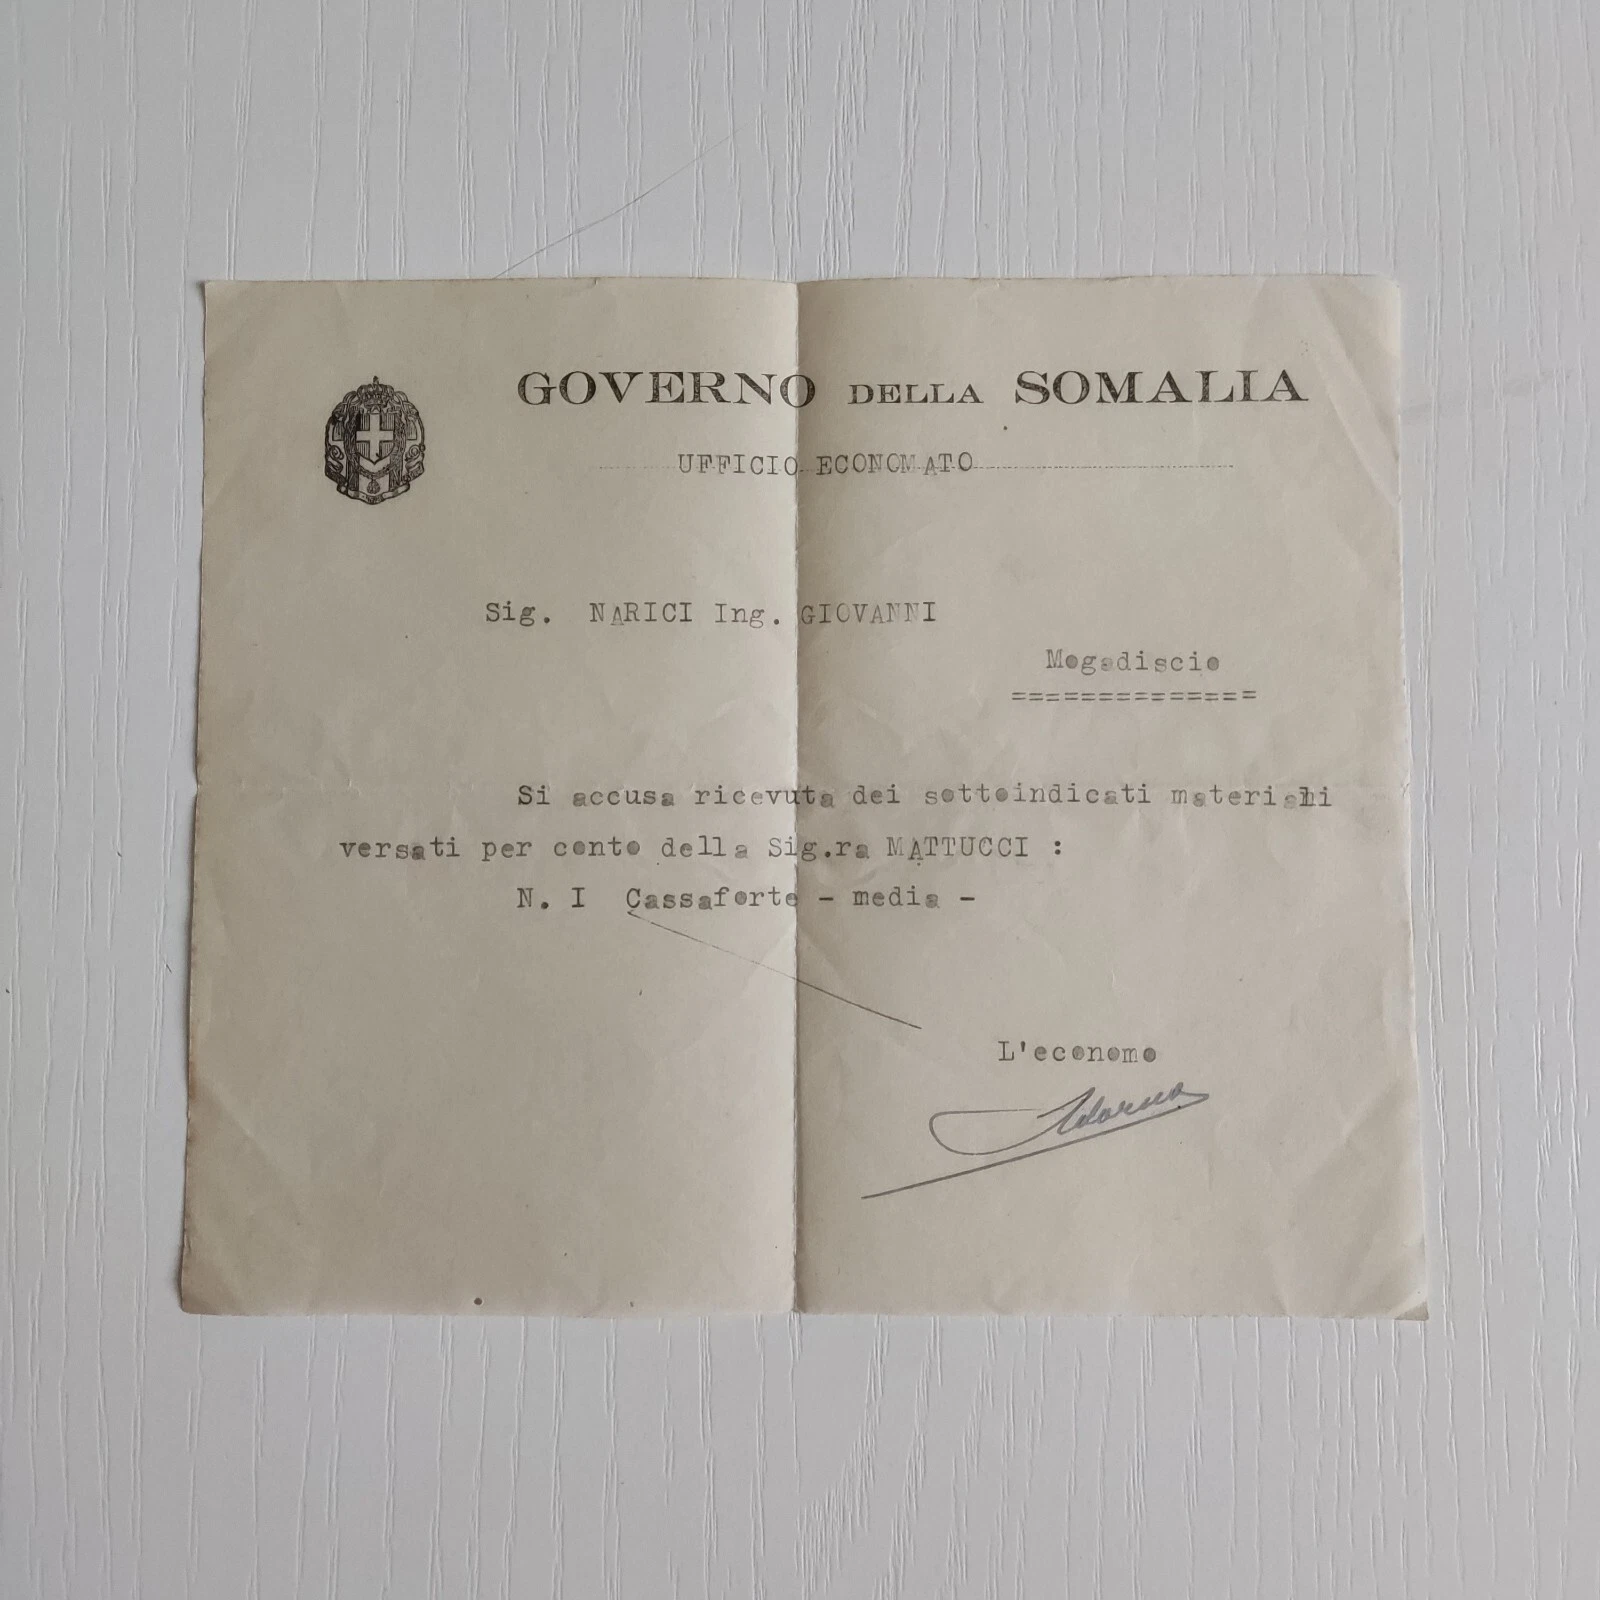 GOVERNO DELLA SOMALIA
UFFICIO ECONOMATO
Sig. NARICI Ing. GIOVANNI
Mogadiscio
==============
Si accusa ricevuta dei sottoindicati materiali
versati per conto della Sig.ra MATTUCCI :
N. I Cassaforte - media -
L'economo